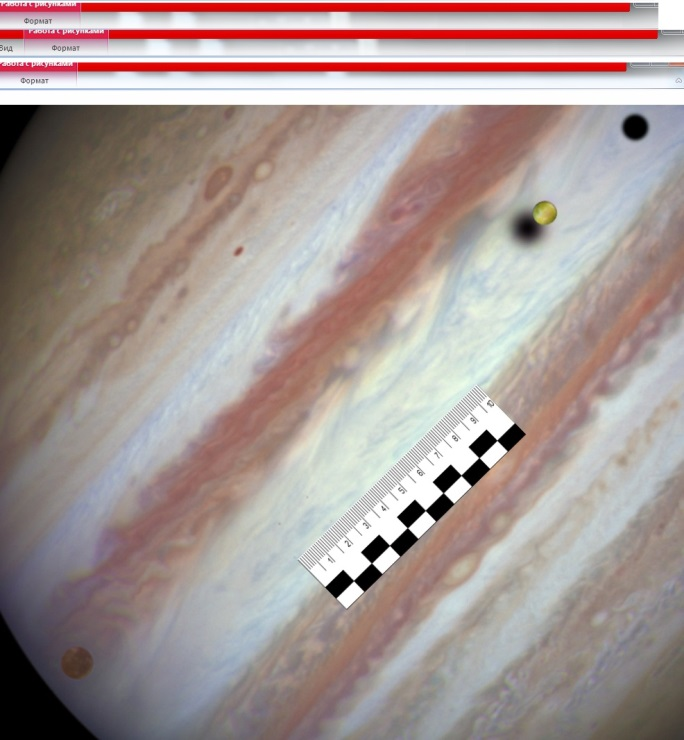 Работа с рисунками
Формат
Работа с рисунками
Вид Формат
Работа с рисунками
Формат
1 2 3 4 5 6 7 8 9